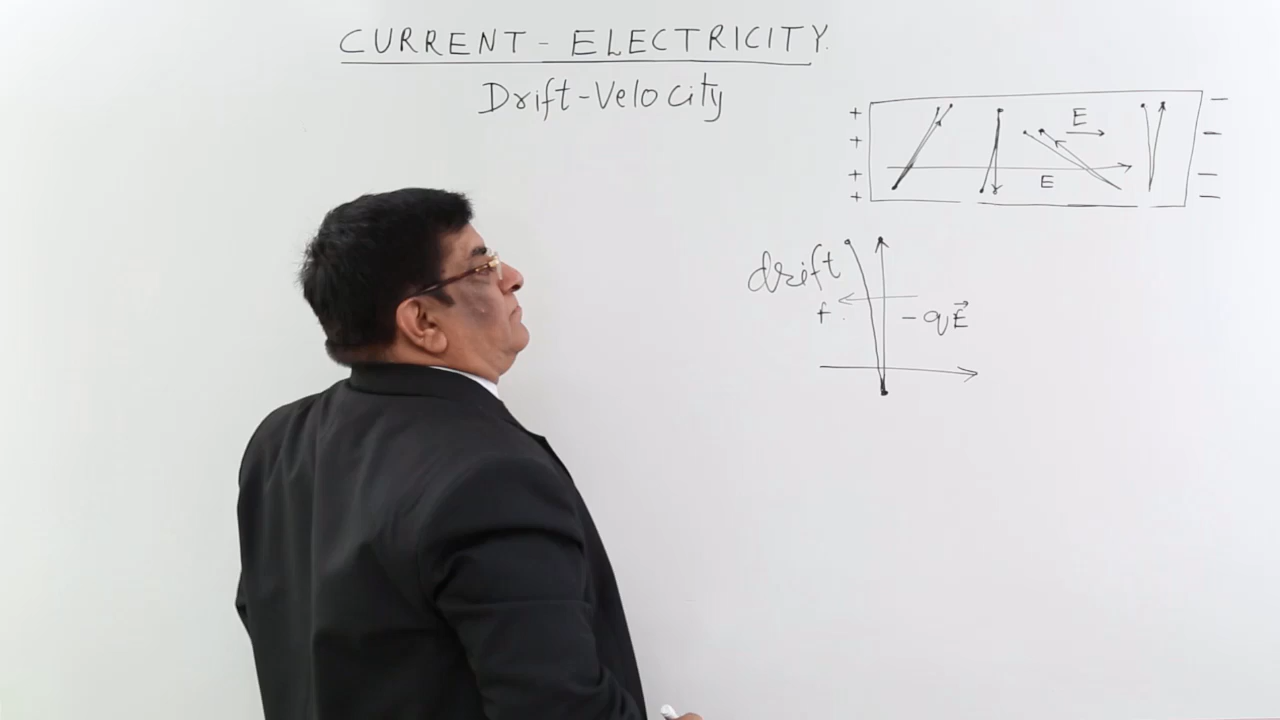 CURRENT - ELECTRICITY.
Drift-Velocity
+ + + +
E
E
− − − −
drift
f
-qE⃗